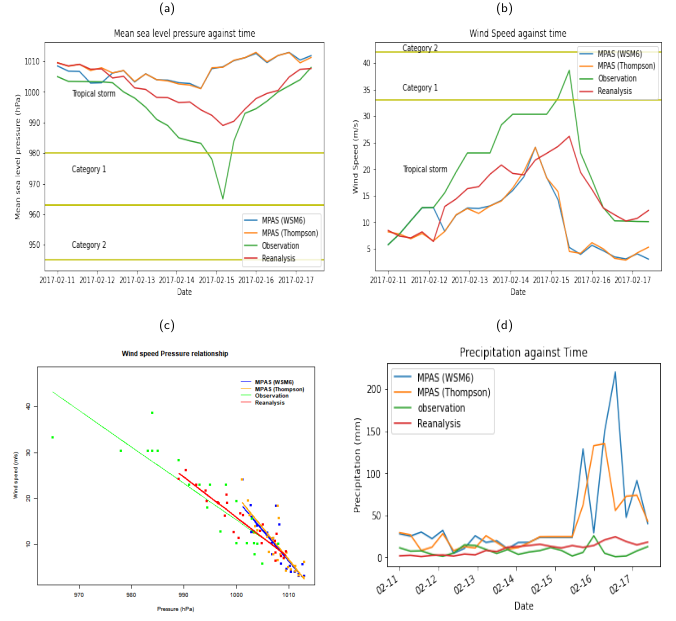 (a)
Mean sea level pressure against time
Mean sea level pressure (hPa)
1010
1000
990
980
970
960
950
Tropical storm
Category 1
Category 2
MPAS (WSM6)
MPAS (Thompson)
Observation
Reanalysis
2017-02-11 2017-02-12 2017-02-13 2017-02-14 2017-02-15 2017-02-16 2017-02-17
Date
(b)
Wind Speed against time
Wind Speed (m/s)
40
35
30
25
20
15
10
5
Category 2
Category 1
Tropical storm
MPAS (WSM6)
MPAS (Thompson)
Observation
Reanalysis
2017-02-11 2017-02-12 2017-02-13 2017-02-14 2017-02-15 2017-02-16 2017-02-17
Date
(c)
Wind speed Pressure relationship
Wind speed (m/s)
40
30
20
10
MPAS (WSM6)
MPAS (Thompson)
Observation
Reanalysis
970 980 990 1000 1010
Pressure (hPa)
(d)
Precipitation against Time
Precipitation (mm)
200
150
100
50
0
MPAS (WSM6)
MPAS (Thompson)
observation
Reanalysis
02-11 02-12 02-13 02-14 02-15 02-16 02-17
Date